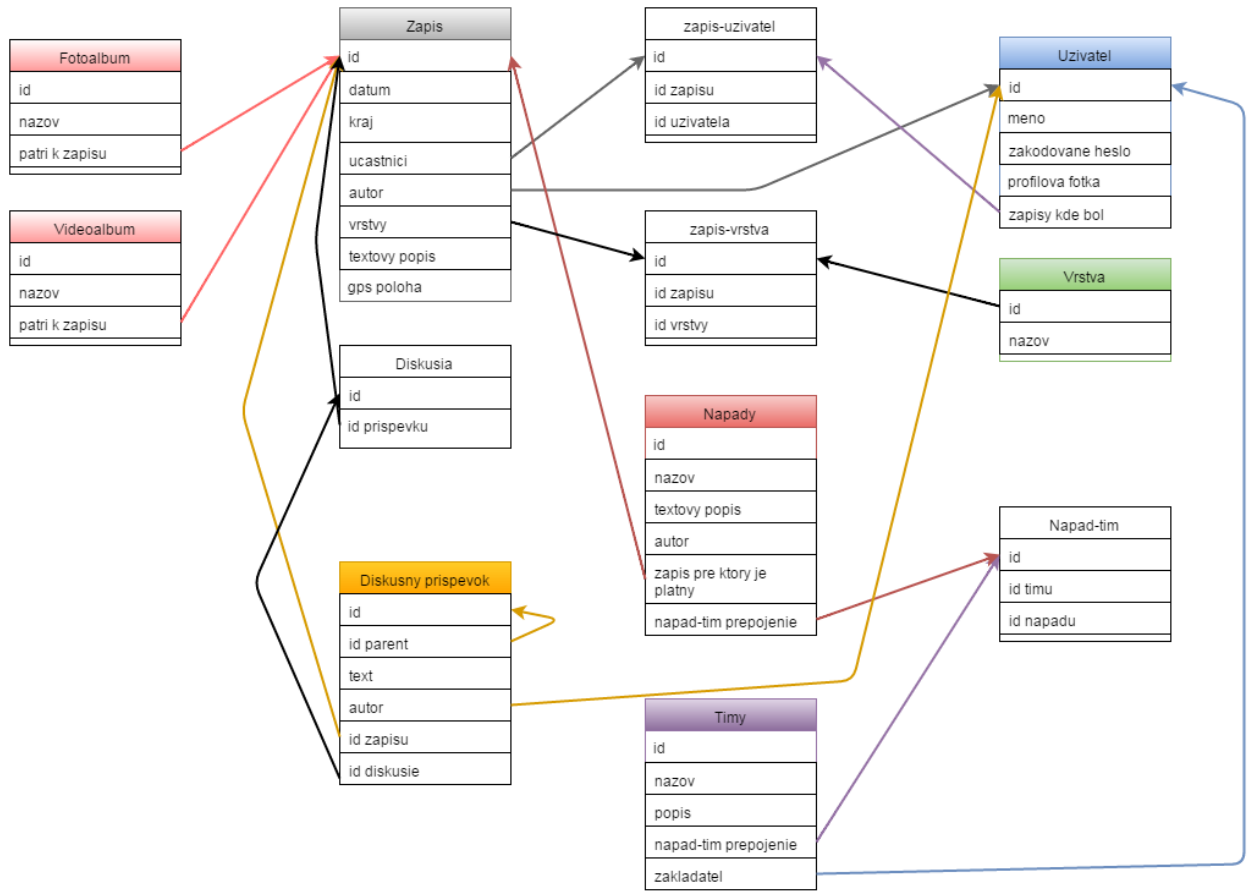 Fotoalbum
id
nazov
patri k zapisu
Videoalbum
id
nazov
patri k zapisu
Zapis
id
datum
kraj
ucastnici
autor
vrstvy
textovy popis
gps poloha
Diskusia
id
id prispevku
Diskusny prispevok
id
id parent
text
autor
id zapisu
id diskusie
zapis-uzivatel
id
id zapisu
id uzivatela
zapis-vrstva
id
id zapisu
id vrstvy
Napady
id
nazov
textovy popis
autor
zapis pre ktory je
platny
napad-tim prepojenie
Timy
id
nazov
popis
napad-tim prepojenie
zakladatel
Uzivatel
id
meno
zakodovane heslo
profilova fotka
zapisy kde bol
Vrstva
id
nazov
Napad-tim
id
id timu
id napadu